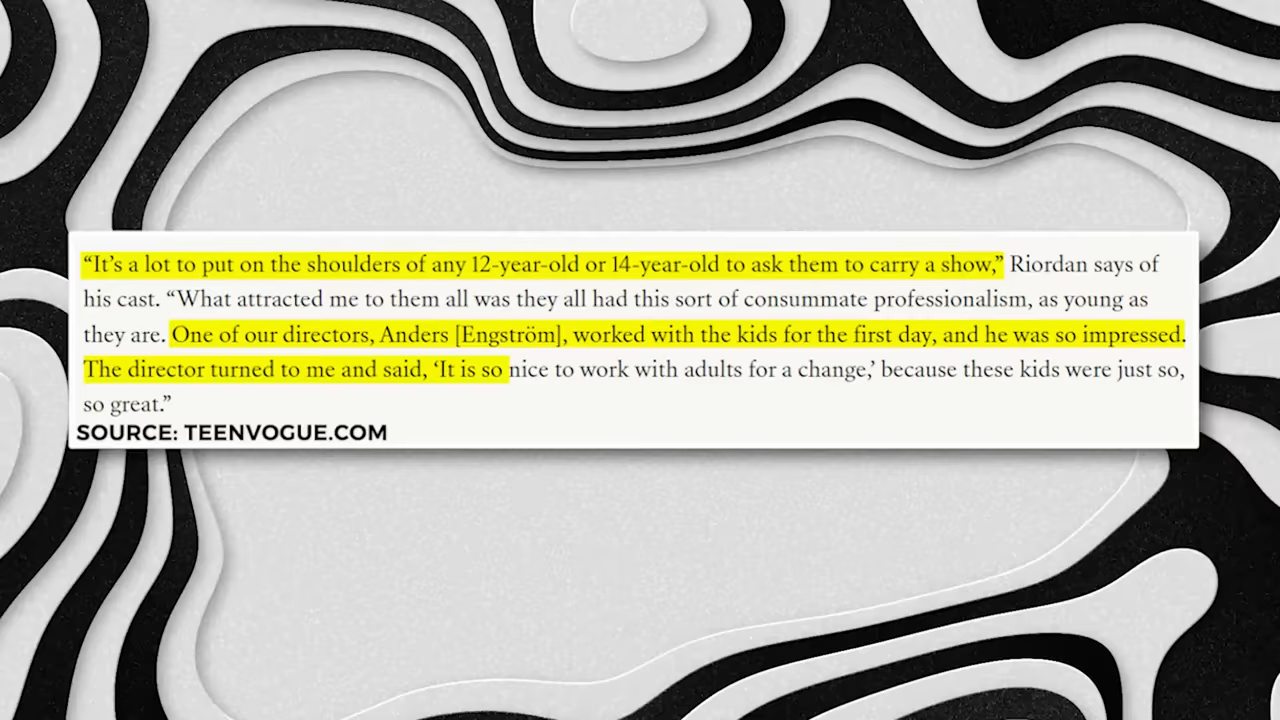 “It’s a lot to put on the shoulders of any 12-year-old or 14-year-old to ask them to carry a show,” Riordan says of
his cast. “What attracted me to them all was they all had this sort of consummate professionalism, as young as
they are. One of our directors, Anders [Engström], worked with the kids for the first day, and he was so impressed.
The director turned to me and said, ‘It is so nice to work with adults for a change,’ because these kids were just so,
so great.”
SOURCE: TEENVOGUE.COM